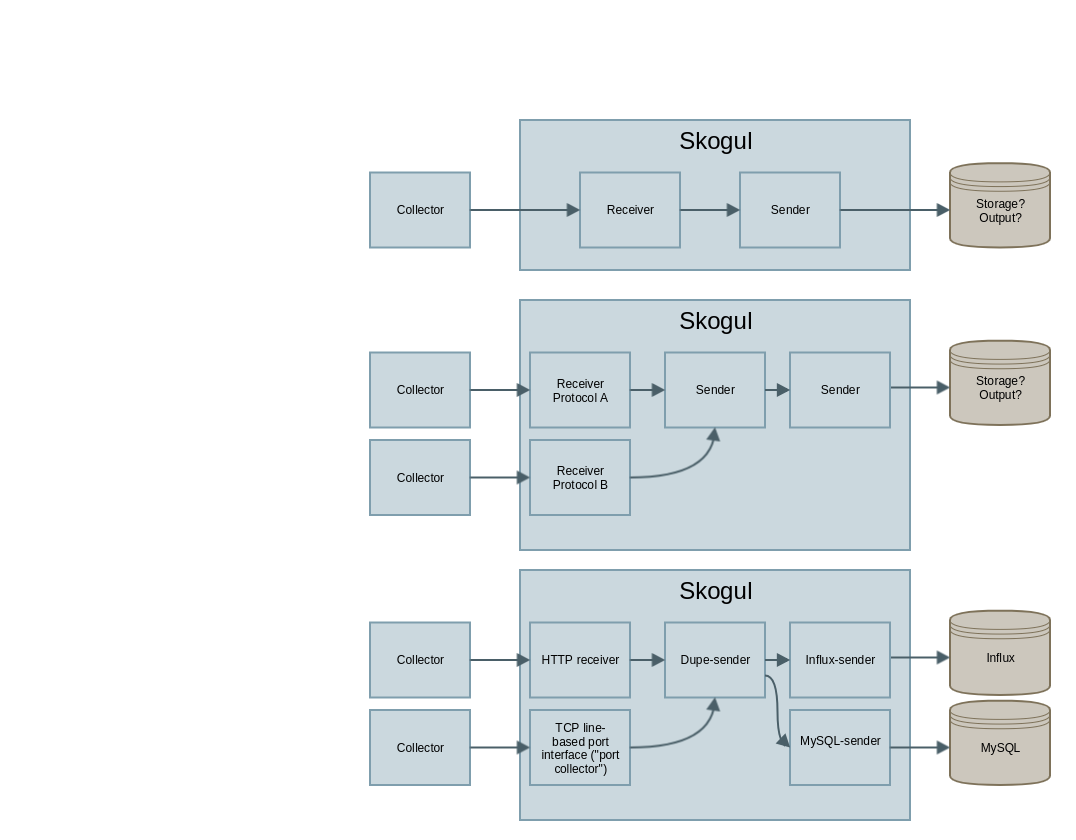 Skogul
Collector
Receiver
Sender
Storage?
Output?
Skogul
Collector
Receiver
Protocol A
Sender
Sender
Storage?
Output?
Collector
Receiver
Protocol B
Skogul
Collector
HTTP receiver
Dupe-sender
Influx-sender
Influx
Collector
TCP line-
based port
interface ("port
collector")
MySQL-sender
MySQL